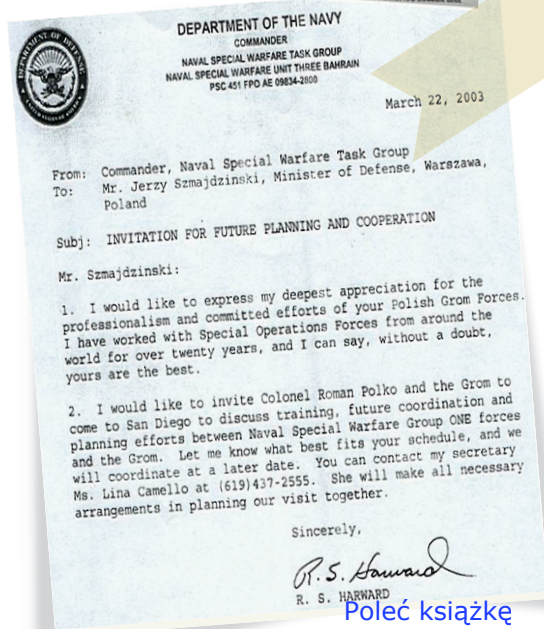 DEPARTMENT OF THE NAVY
COMMANDER
NAVAL SPECIAL WARFARE TASK GROUP
NAVAL SPECIAL WARFARE UNIT THREE BAHRAIN
PSC 451 FPO AE 09834-2800
March 22, 2003
From: Commander, Naval Special Warfare Task Group
To: Mr. Jerzy Szmajdzinski, Minister of Defense, Warszawa,
Poland
Subj: INVITATION FOR FUTURE PLANNING AND COOPERATION
Mr. Szmajdzinski:
1. I would like to express my deepest appreciation for the
professionalism and committed efforts of your Polish Grom Forces.
I have worked with Special Operations Forces from around the
world for over twenty years, and I can say, without a doubt,
yours are the best.
2. I would like to invite Colonel Roman Polko and the Grom to
come to San Diego to discuss training, future coordination and
planning efforts between Naval Special Warfare Group ONE forces
and the Grom. Let me know what best fits your schedule, and we
will coordinate at a later date. You can contact my secretary
Ms. Lina Camello at (619)437-2555. She will make all necessary
arrangements in planning our visit together.
Sincerely,
R. S. Harward
R. S. HARWARD
Poleć książkę